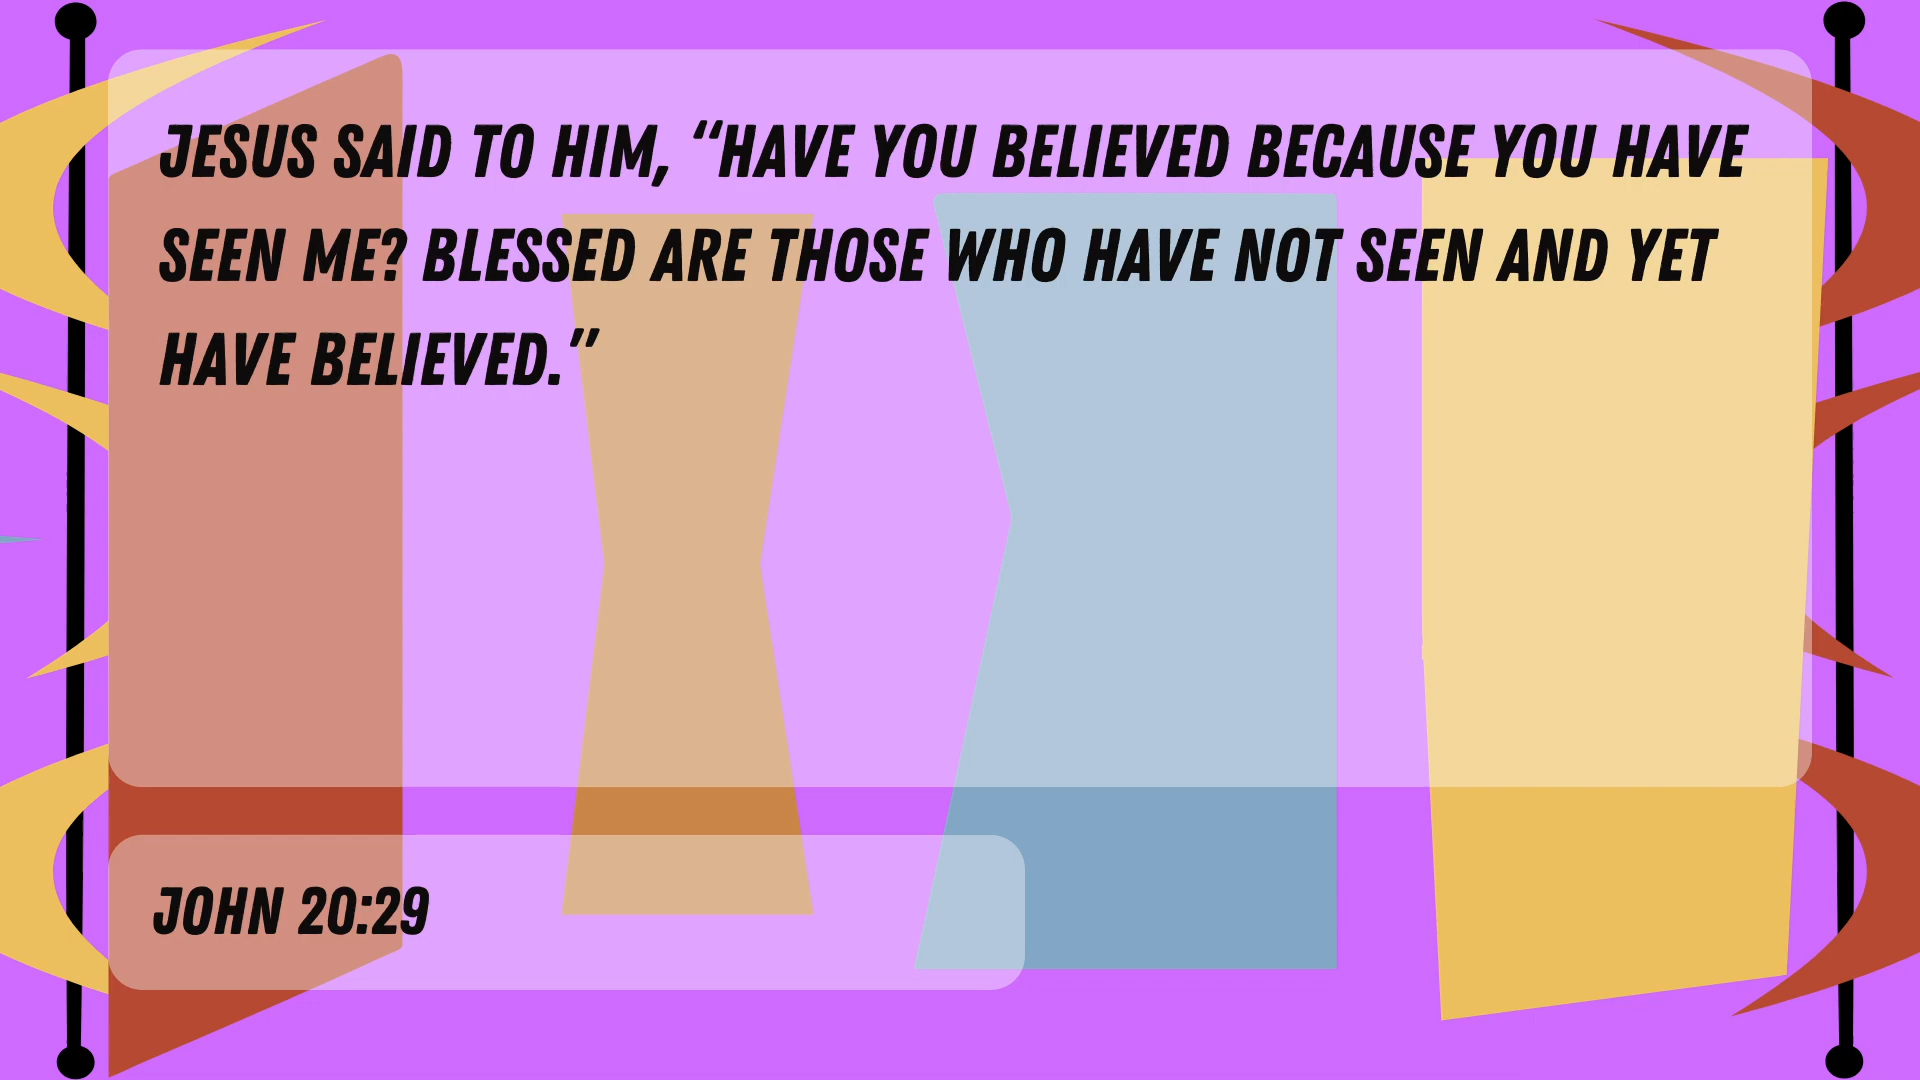 JESUS SAID TO HIM, “HAVE YOU BELIEVED BECAUSE YOU HAVE
SEEN ME? BLESSED ARE THOSE WHO HAVE NOT SEEN AND YET
HAVE BELIEVED.”
JOHN 20:29